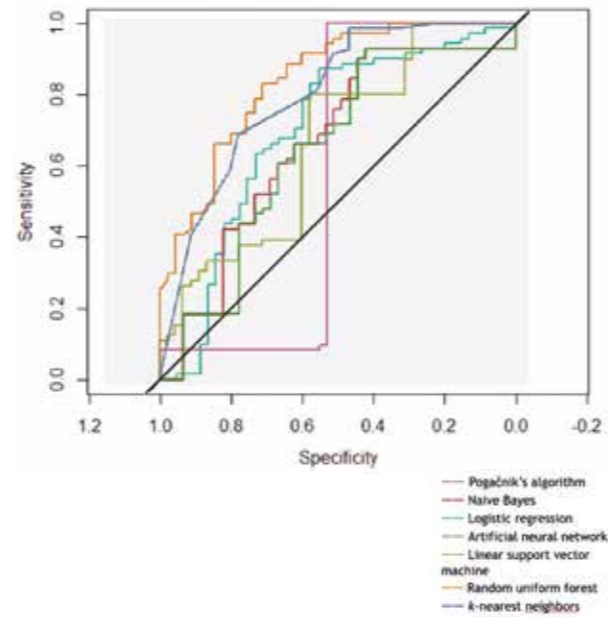 1.0
0.8
0.6
0.4
0.2
0.0
Sensitivity
1.2 1.0 0.8 0.6 0.4 0.2 0.0 -0.2
Specificity
Pogačnik's algorithm
Naive Bayes
Logistic regression
Artificial neural network
Linear support vector
machine
Random uniform forest
k-nearest neighbors